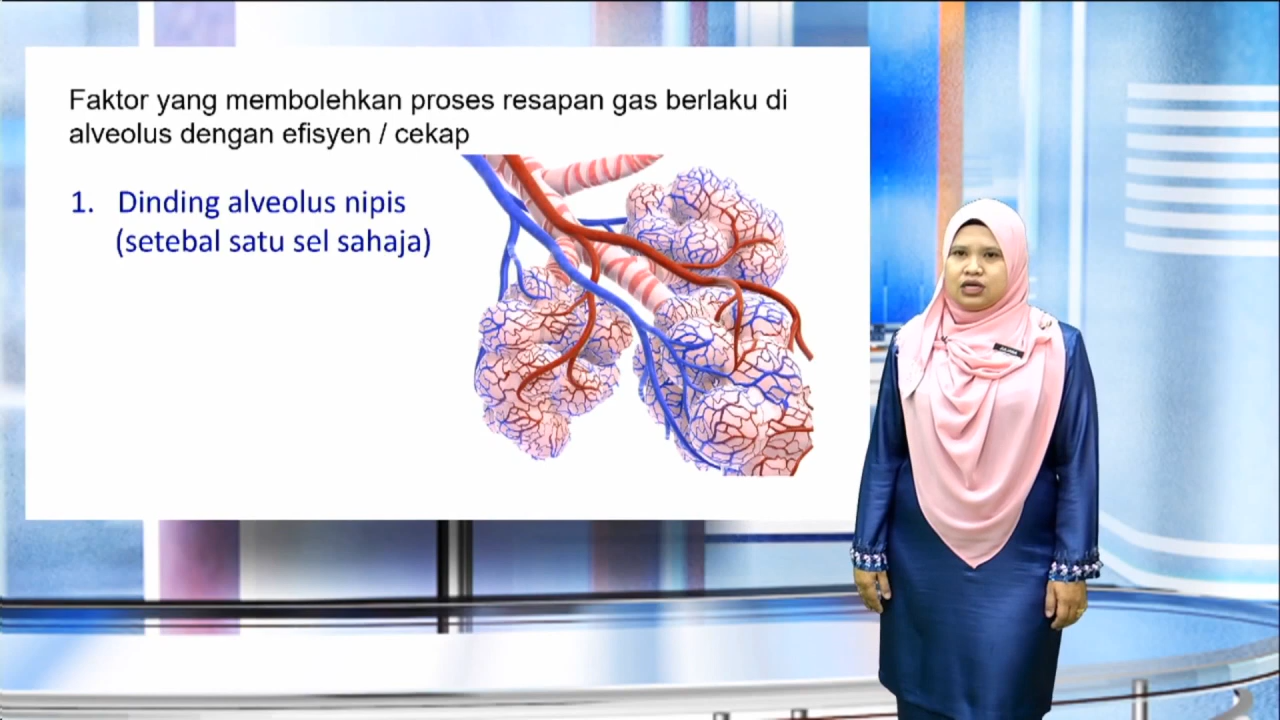 Faktor yang membolehkan proses resapan gas berlaku di
alveolus dengan efisyen / cekap
1. Dinding alveolus nipis
(setebal satu sel sahaja)